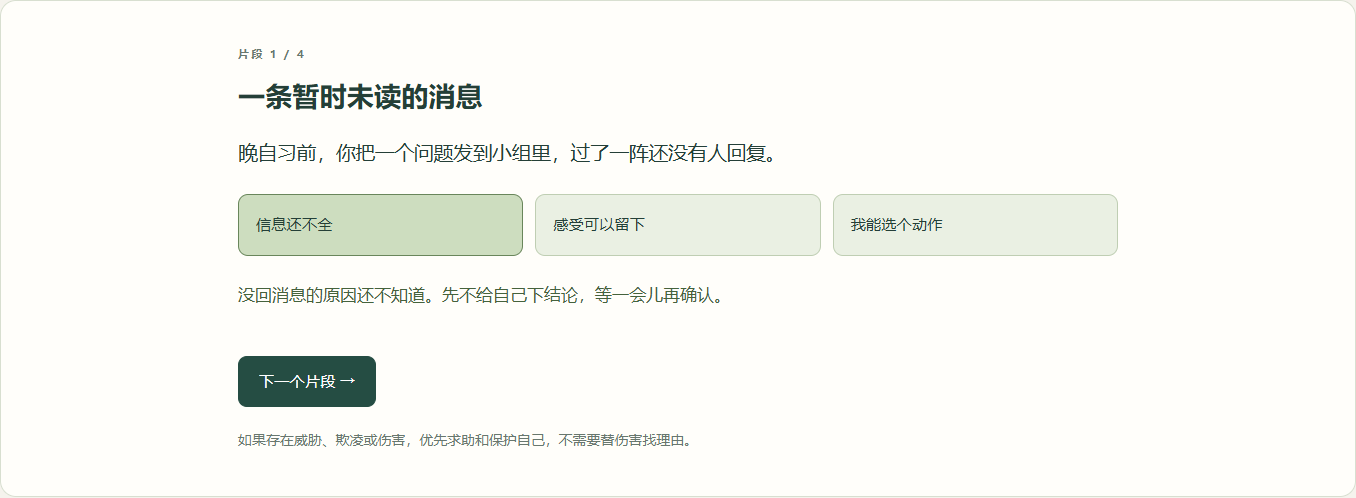 片段 1 / 4
一条暂时未读的消息
晚自习前，你把一个问题发到小组里，过了一阵还没有人回复。
信息还不全
感受可以留下
我能选个动作
没回消息的原因还不知道。先不给自己下结论，等一会儿再确认。
下一个片段 →
如果存在威胁、欺凌或伤害，优先求助和保护自己，不需要替伤害找理由。